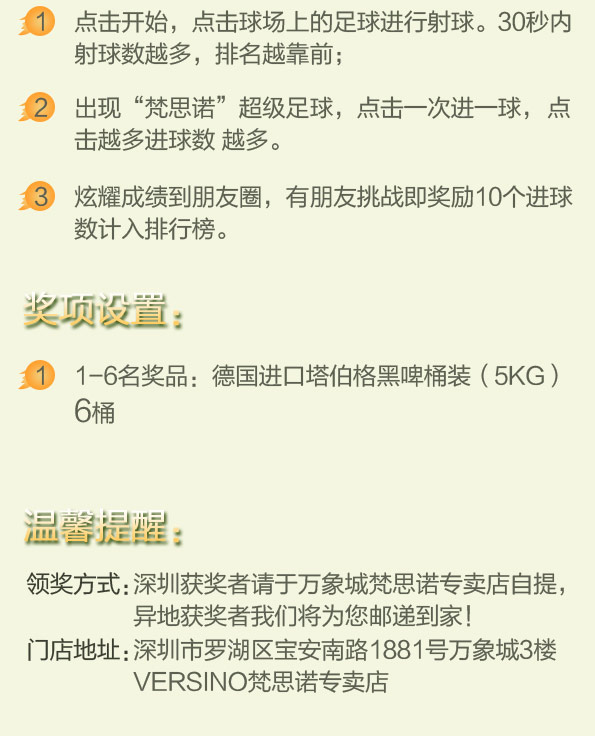 1 点击开始，点击球场上的足球进行射球。30秒内
射球数越多，排名越靠前；
2 出现“梵思诺”超级足球，点击一次进一球，点
击越多进球数 越多。
3 炫耀成绩到朋友圈，有朋友挑战即奖励10个进球
数计入排行榜。
奖项设置：
1 1-6名奖品：德国进口塔伯格黑啤桶装（5KG）
6桶
温馨提醒：
领奖方式：深圳获奖者请于万象城梵思诺专卖店自提，
异地获奖者我们将为您邮递到家！
门店地址：深圳市罗湖区宝安南路1881号万象城3楼
VERSINO梵思诺专卖店